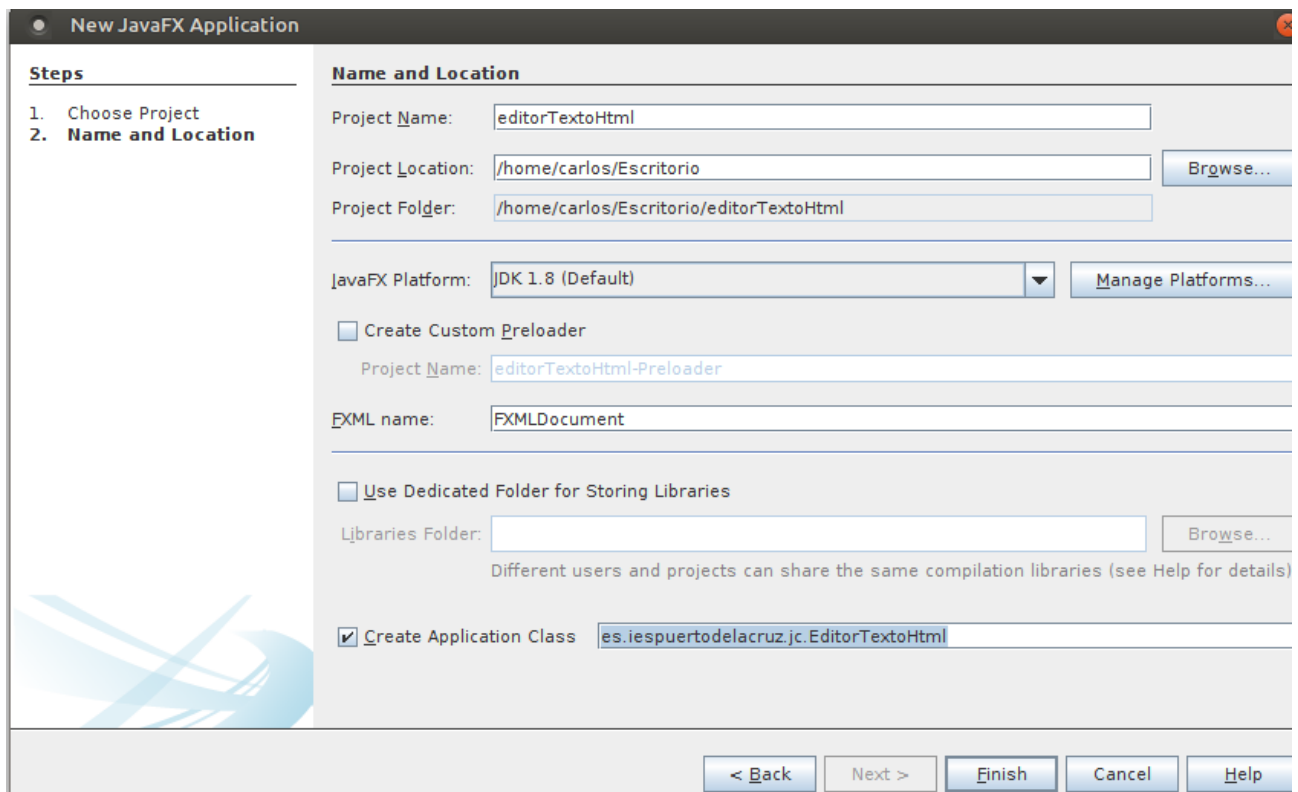 New JavaFX Application
Steps
1. Choose Project
2. Name and Location
Name and Location
Project Name: editorTextoHtml
Project Location: /home/carlos/Escritorio Browse...
Project Folder: /home/carlos/Escritorio/editorTextoHtml
JavaFX Platform: JDK 1.8 (Default) Manage Platforms...
Create Custom Preloader
Project Name: editorTextoHtml-Preloader
FXML name: FXMLDocument
Use Dedicated Folder for Storing Libraries
Libraries Folder: Browse...
Different users and projects can share the same compilation libraries (see Help for details)
Create Application Class es.iespuertodelacruz.jc.EditorTextoHtml
< Back Next > Finish Cancel Help